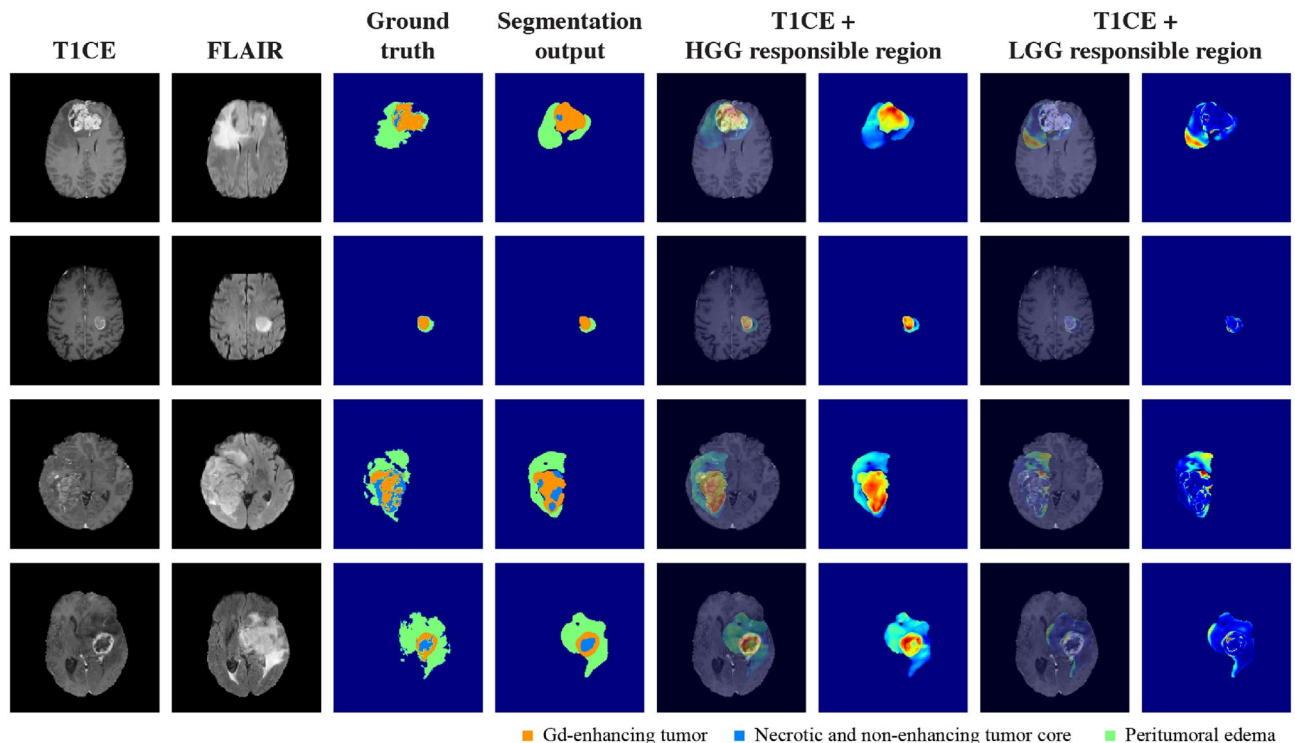 T1CE
FLAIR
Ground
truth
Segmentation
output
T1CE +
HGG responsible region
T1CE +
LGG responsible region
Gd-enhancing tumor
Necrotic and non-enhancing tumor core
Peritumoral edema